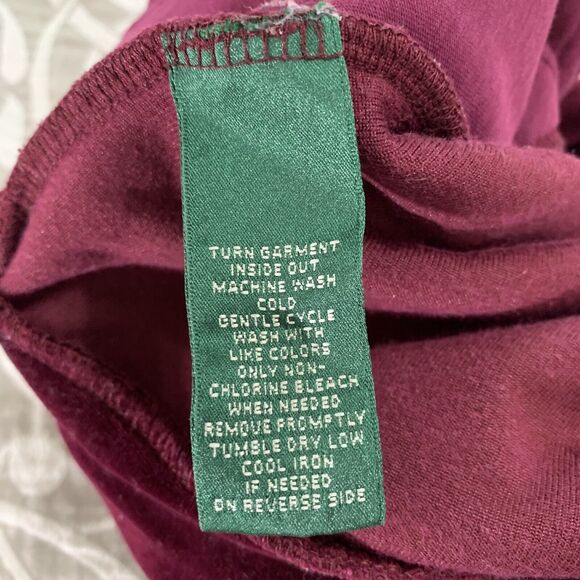 TURN GARMENT
INSIDE OUT
MACHINE WASH
COLD
GENTLE CYCLE
WASH WITH
LIKE COLORS
ONLY NON-
CHLORINE BLEACH
WHEN NEEDED
REMOVE PROMPTLY
TUMBLE DRY LOW
COOL IRON
IF NEEDED
ON REVERSE SIDE